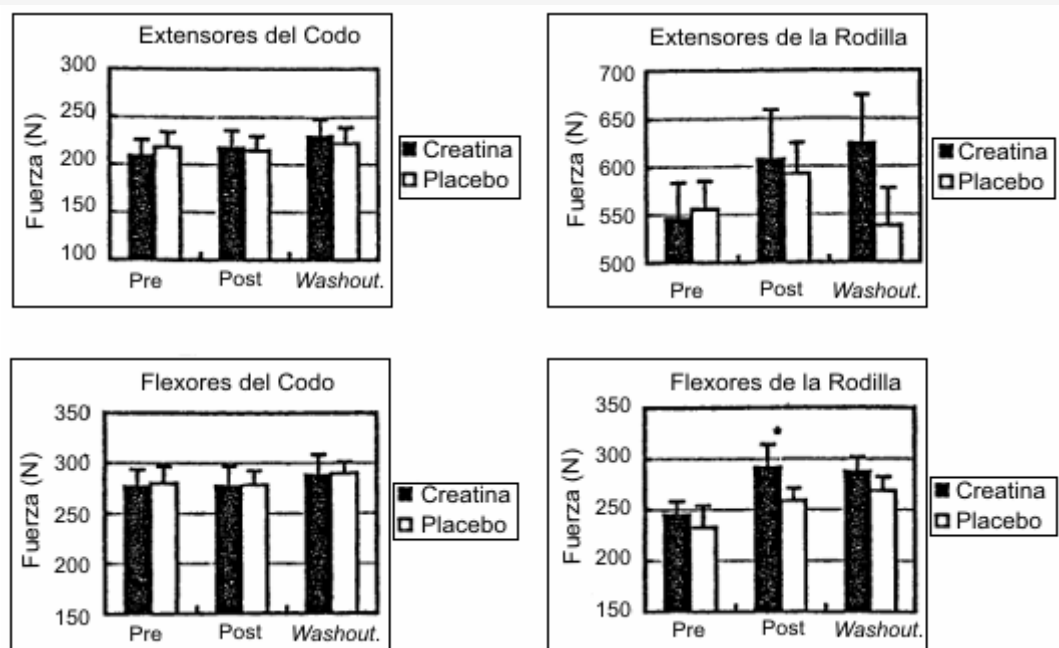 Extensores del Codo
Fuerza (N)
300
250
200
150
100
Pre Post Washout.
Creatina
Placebo
Extensores de la Rodilla
Fuerza (N)
700
650
600
550
500
Pre Post Washout.
Creatina
Placebo
Flexores del Codo
Fuerza (N)
350
300
250
200
150
Pre Post Washout.
Creatina
Placebo
Flexores de la Rodilla
Fuerza (N)
350
300
250
200
150
*
Pre Post Washout.
Creatina
Placebo